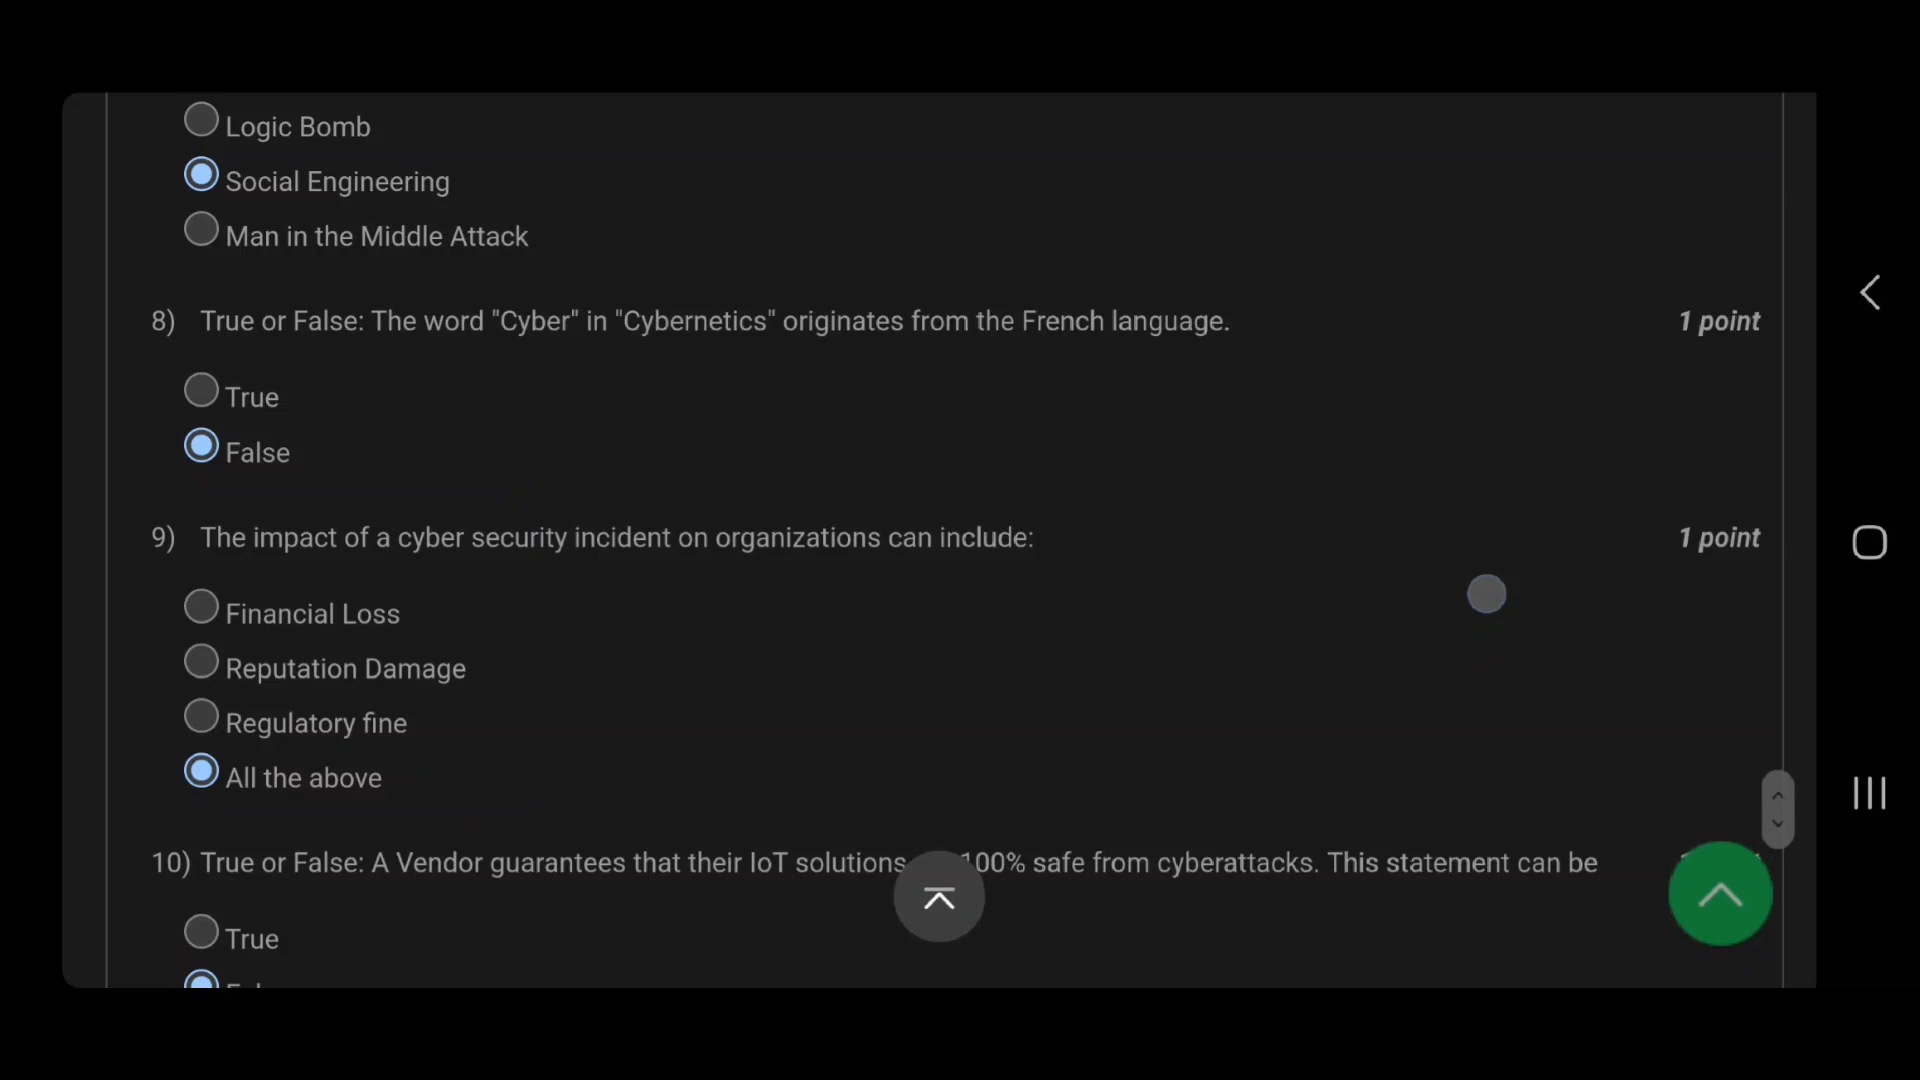 Logic Bomb
Social Engineering
Man in the Middle Attack
8) True or False: The word "Cyber" in "Cybernetics" originates from the French language. 1 point
True
False
9) The impact of a cyber security incident on organizations can include: 1 point
Financial Loss
Reputation Damage
Regulatory fine
All the above
10) True or False: A Vendor guarantees that their IoT solutions 100% safe from cyberattacks. This statement can be
True